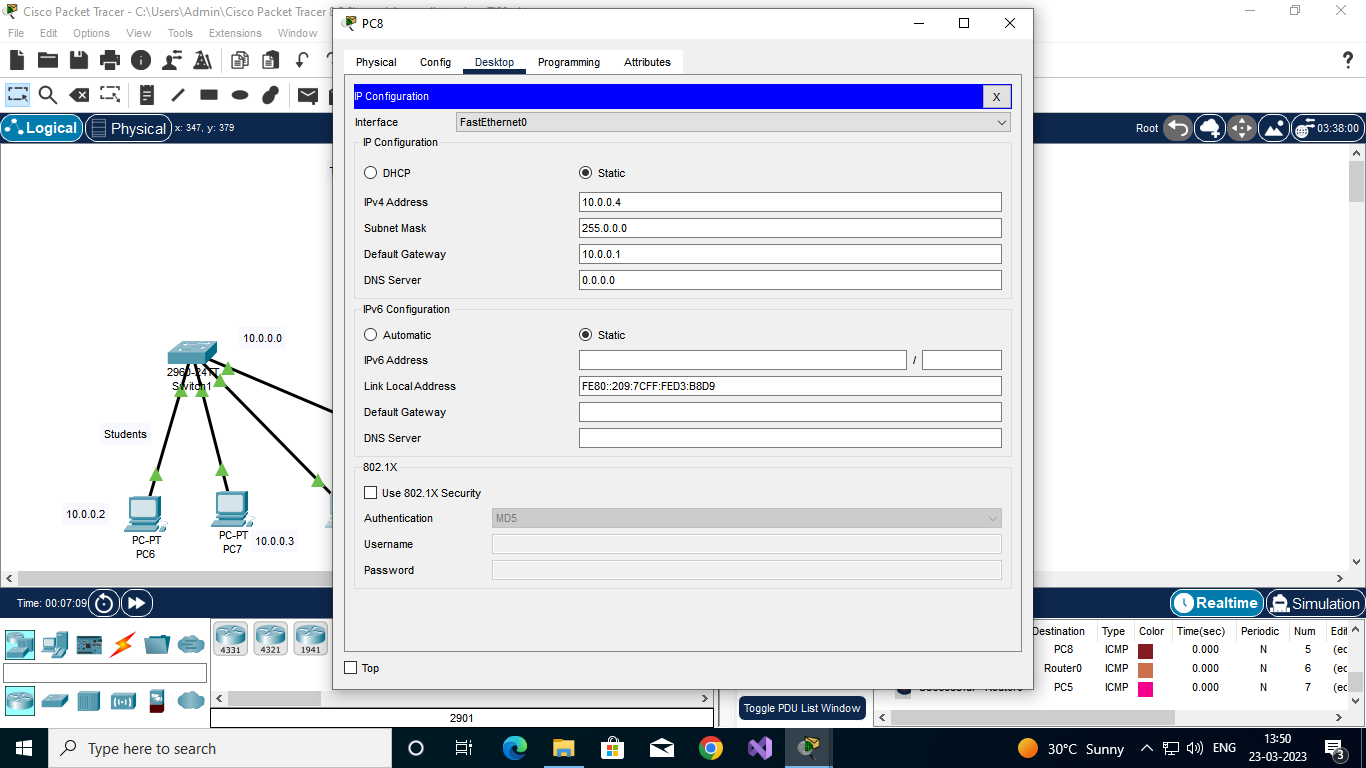 Cisco Packet Tracer - C:\Users\Admin\Cisco Packet Tracer 8
PC8
File Edit Options View Tools Extensions Window
Physical Config Desktop Programming Attributes
IP Configuration
X
Interface FastEthernet0
Logical Physical x: 347, y: 379
Root 03:38:00
IP Configuration
DHCP Static
IPv4 Address 10.0.0.4
Subnet Mask 255.0.0.0
Default Gateway 10.0.0.1
DNS Server 0.0.0.0
IPv6 Configuration
Automatic Static
IPv6 Address /
Link Local Address FE80::209:7CFF:FED3:B8D9
Default Gateway
DNS Server
802.1X
Use 802.1X Security
Authentication MD5
Username
Password
Top
10.0.0.0
2960-24TT
Switch1
Students
10.0.0.2
PC-PT
PC6
PC-PT
PC7
10.0.0.3
Time: 00:07:09
Realtime Simulation
4331 4321 1941
2901
Destination Type Color Time(sec) Periodic Num Edit
PC8 ICMP 0.000 N 5 (ed
Router0 ICMP 0.000 N 6 (ed
PC5 ICMP 0.000 N 7 (ed
Toggle PDU List Window
Type here to search
30°C Sunny
ENG
13:50
23-03-2023
3